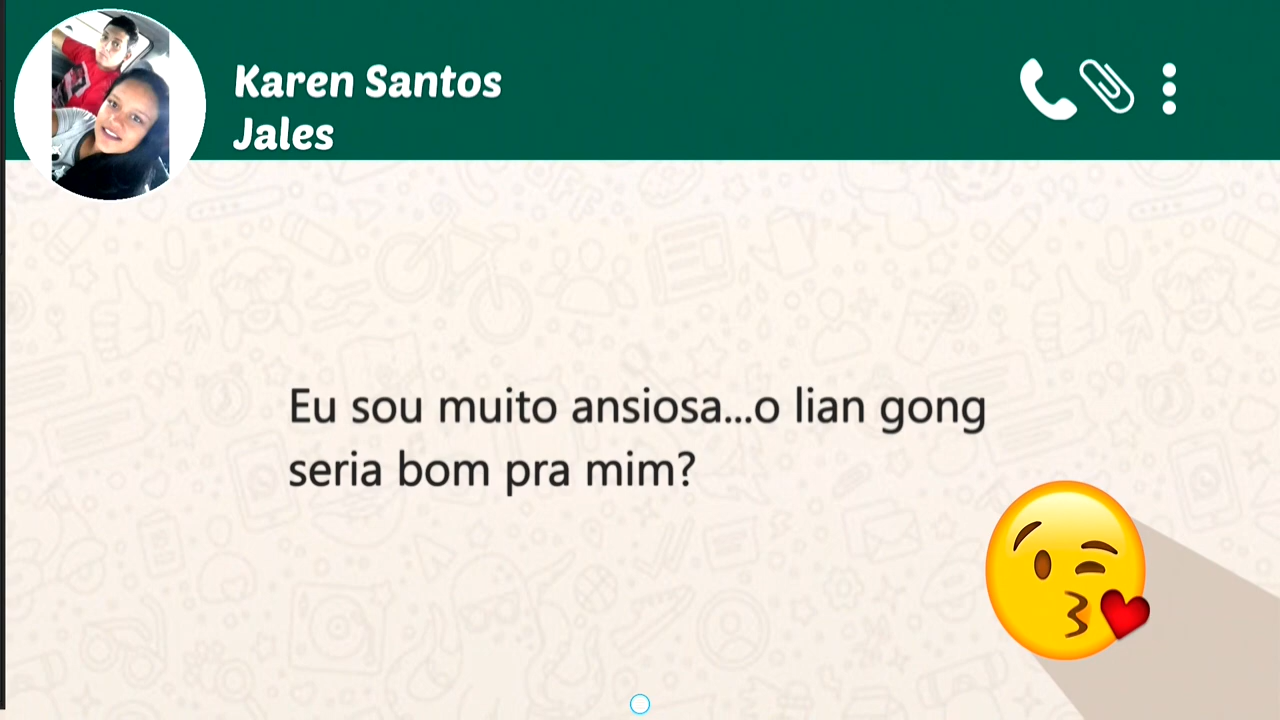 Karen Santos
Jales
Eu sou muito ansiosa...o lian gong
seria bom pra mim?